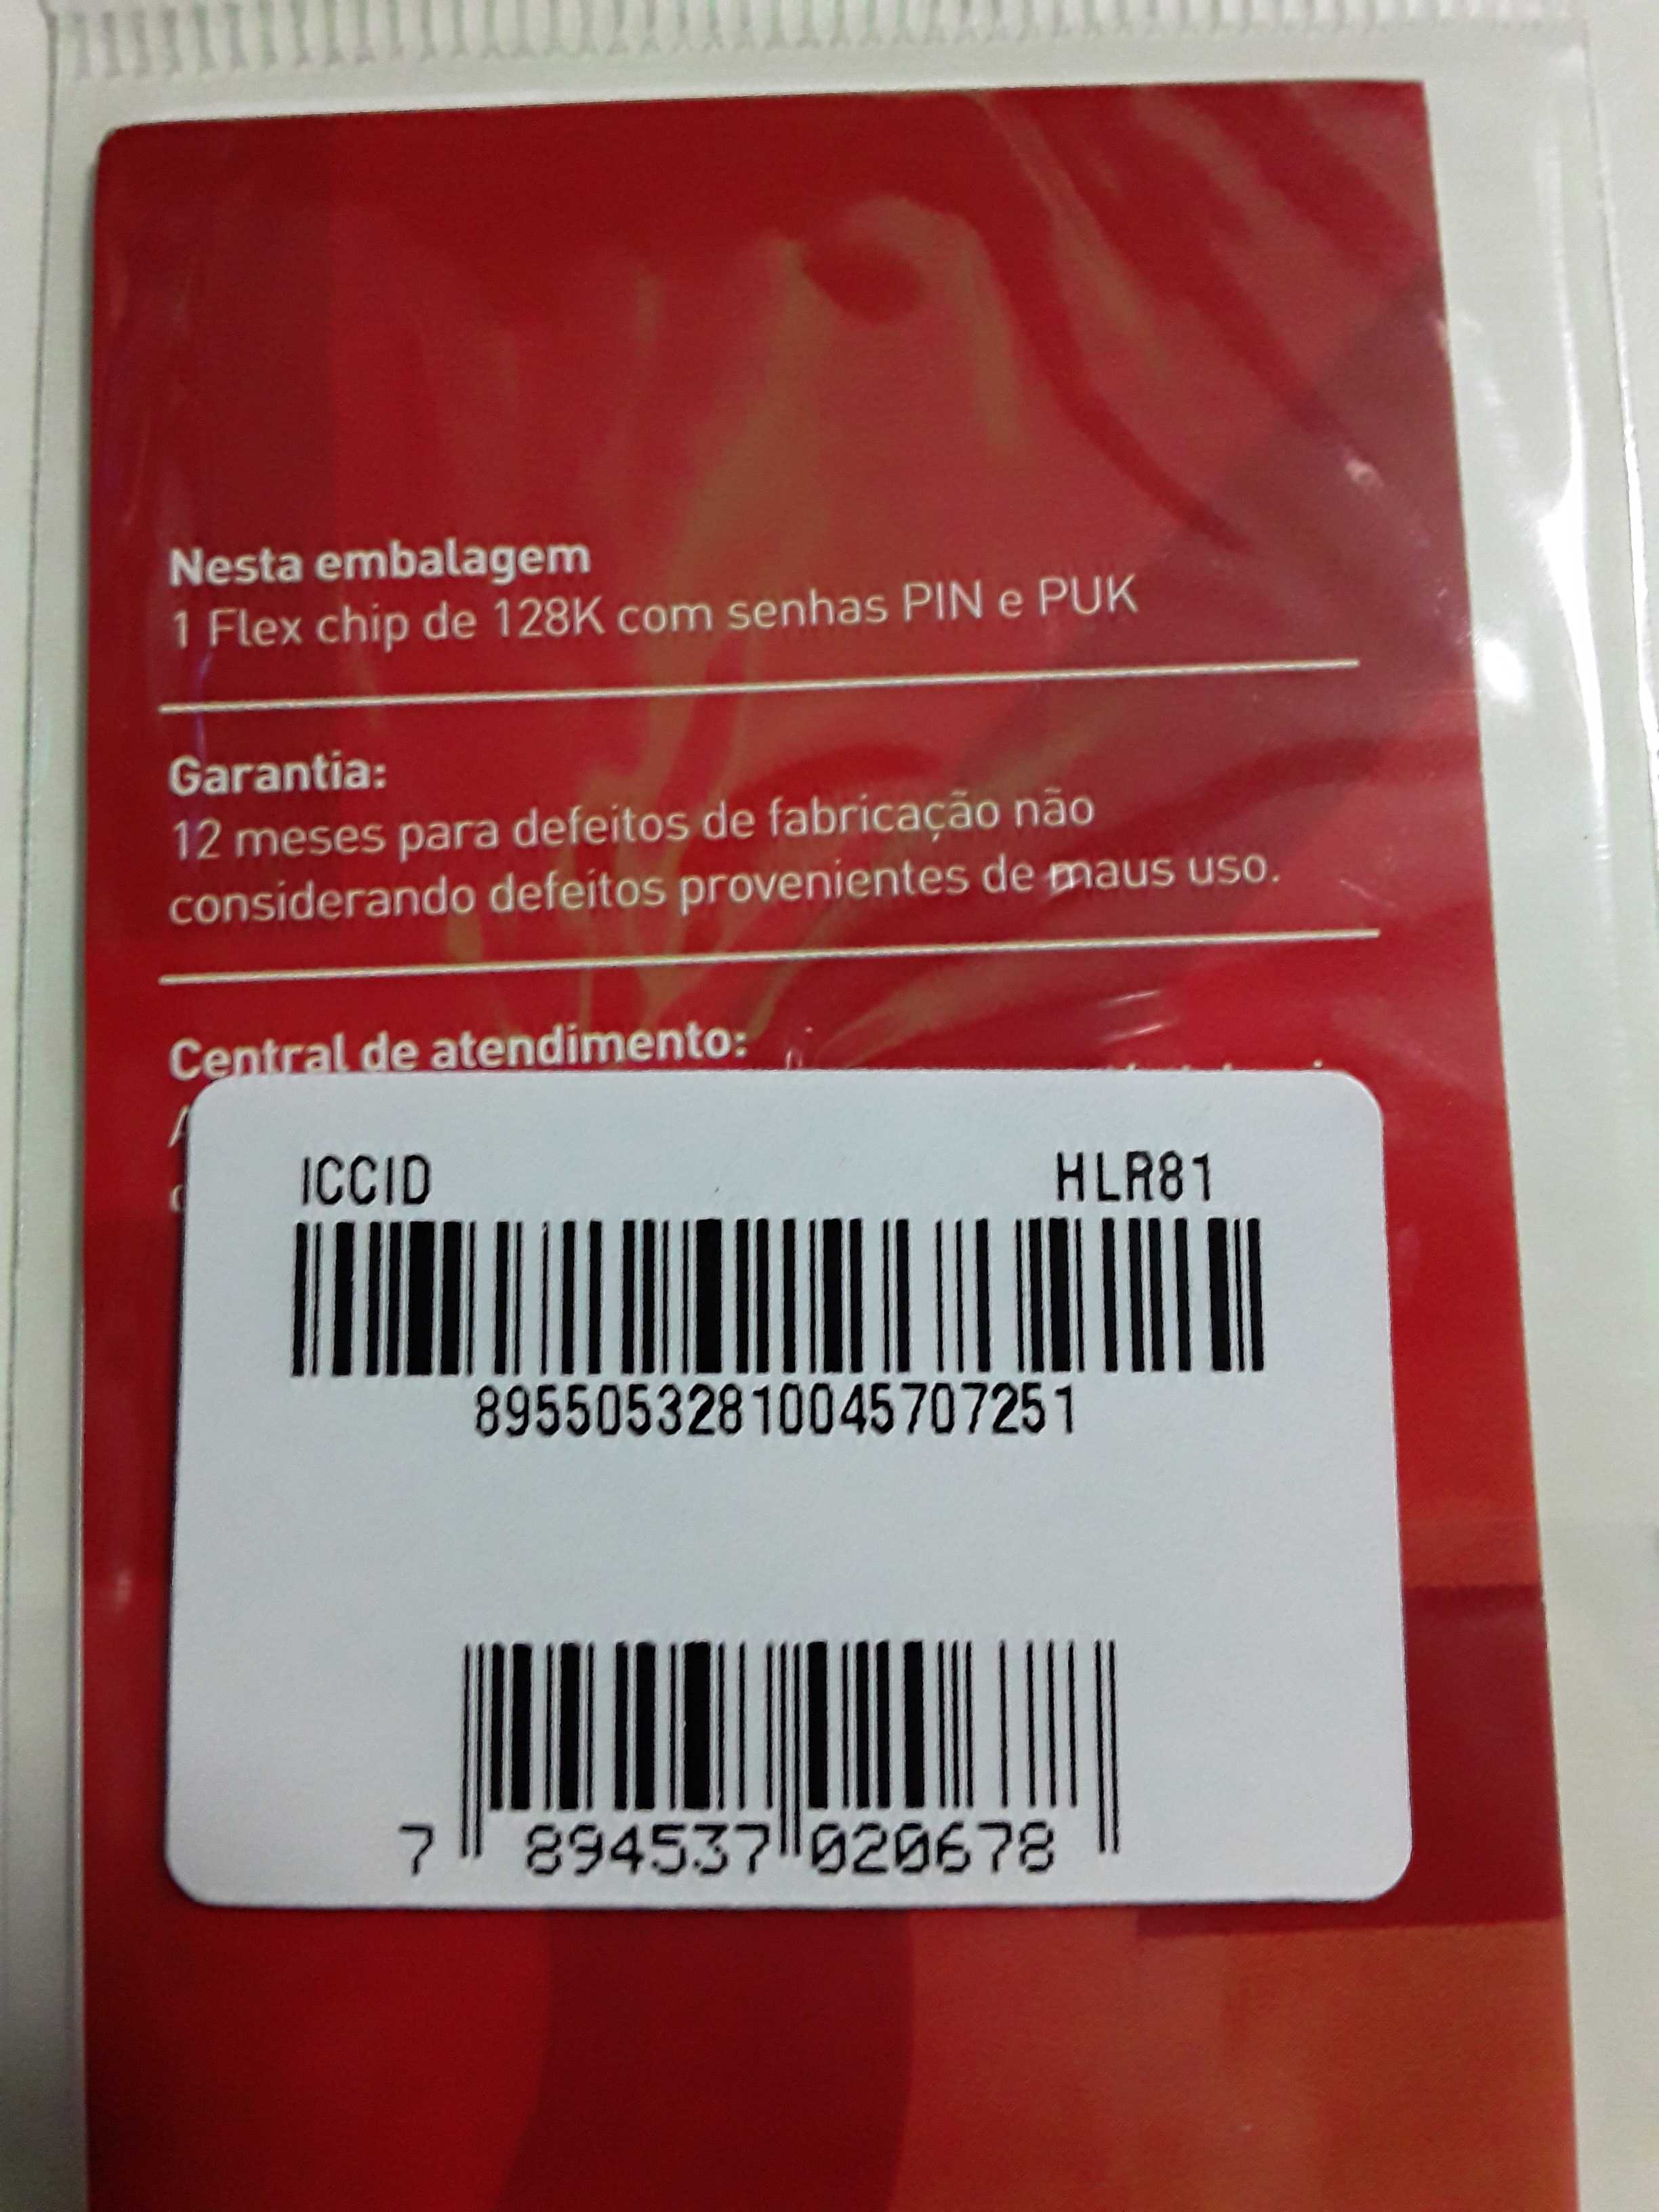 Nesta embalagem
1 Flex chip de 128K com senhas PIN e PUK
Garantia:
12 meses para defeitos de fabricação não
considerando defeitos provenientes de maus uso.
Central de atendimento:
ICCID HLR81
89550532810045707251
7 894537 020678